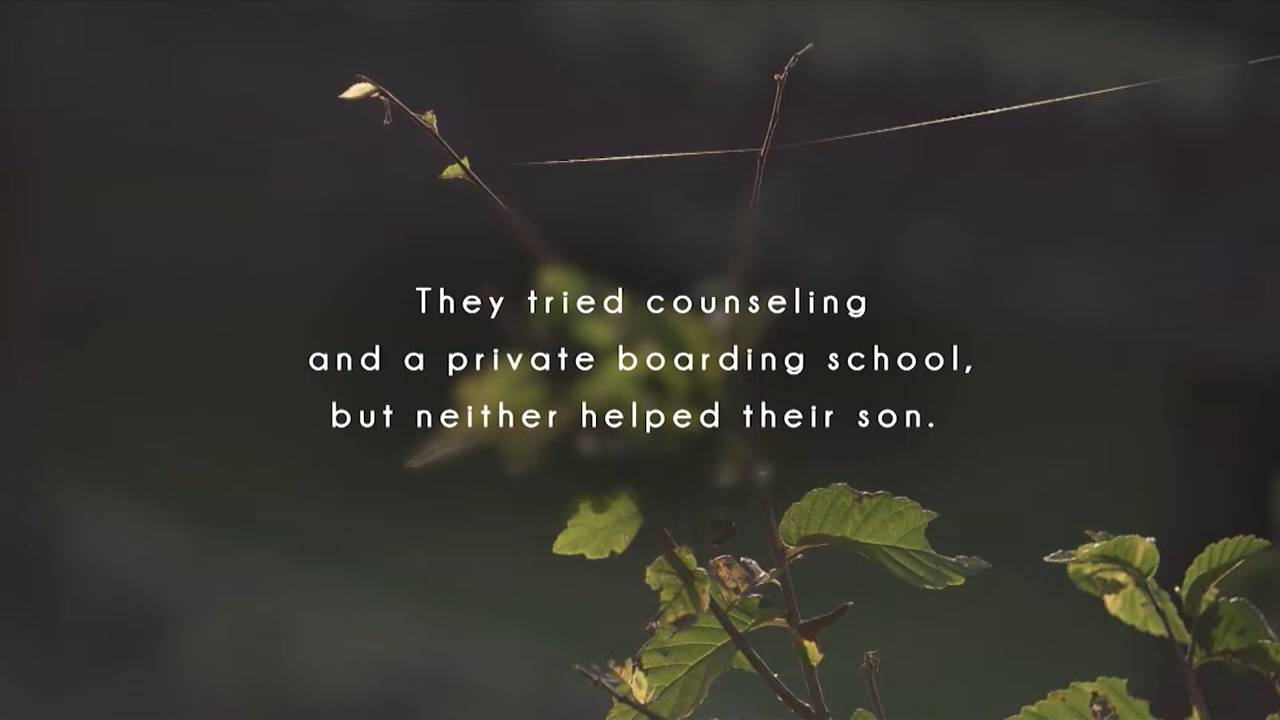 They tried counseling
and a private boarding school,
but neither helped their son.